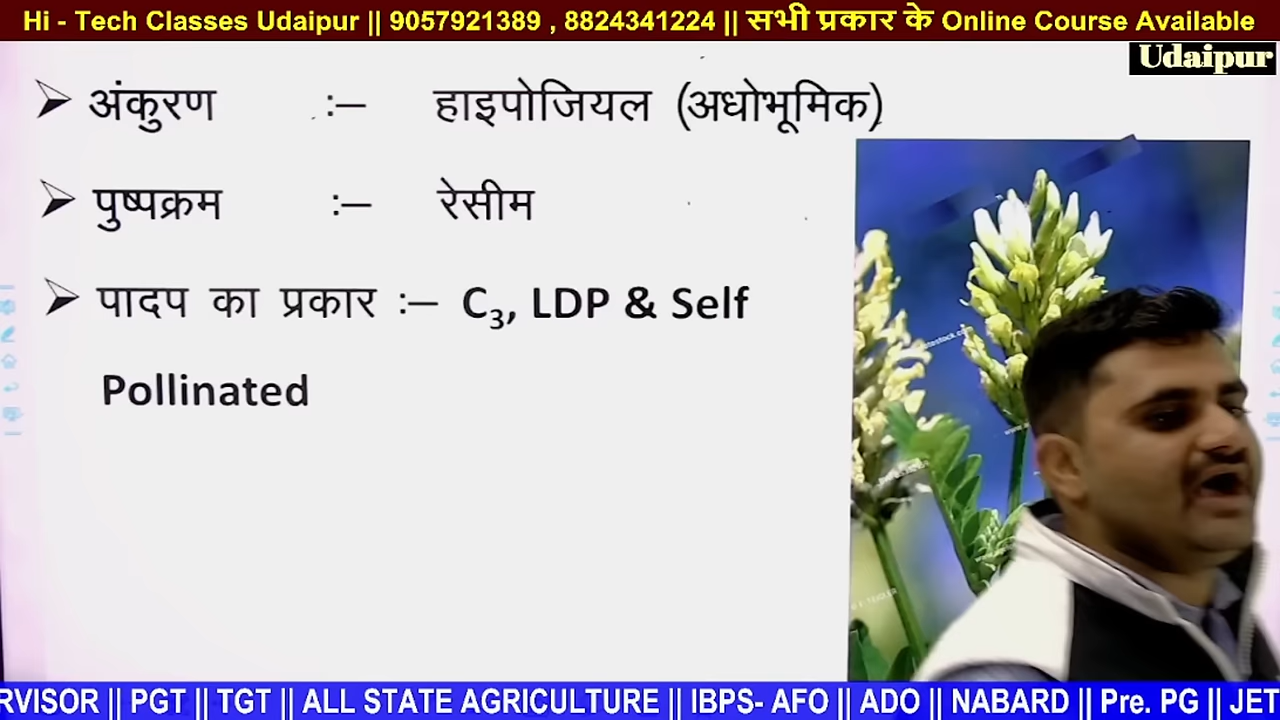 Hi - Tech Classes Udaipur || 9057921389 , 8824341224 || सभी प्रकार के Online Course Available
Udaipur
➢ अंकुरण :– हाइपोजियल (अधोभूमिक)
➢ पुष्पक्रम :– रेसीम
➢ पादप का प्रकार :– C₃, LDP & Self
Pollinated
RVISOR || PGT || TGT || ALL STATE AGRICULTURE || IBPS- AFO || ADO || NABARD || Pre. PG || JET